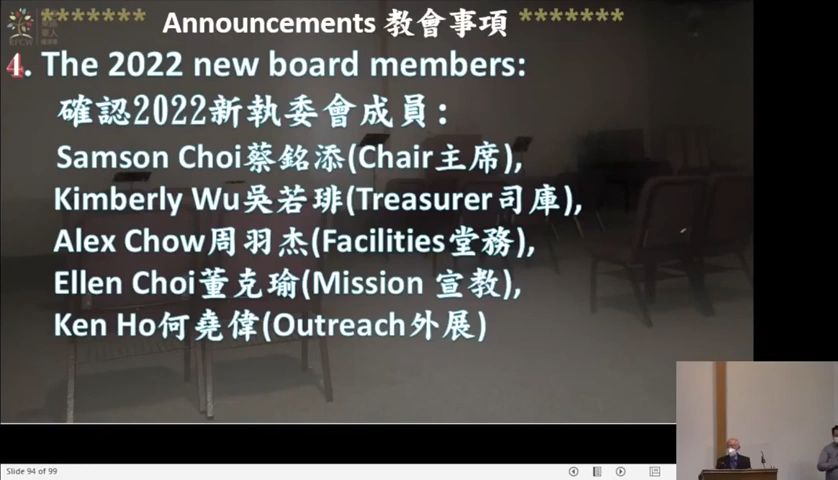 ******* Announcements 教會事項 *******
4. The 2022 new board members:
確認2022新執委會成員:
Samson Choi蔡銘添(Chair主席),
Kimberly Wu吳若琲(Treasurer司庫),
Alex Chow周羽杰(Facilities堂務),
Ellen Choi董克瑜(Mission 宣教),
Ken Ho何堯偉(Outreach外展)
Slide 94 of 99